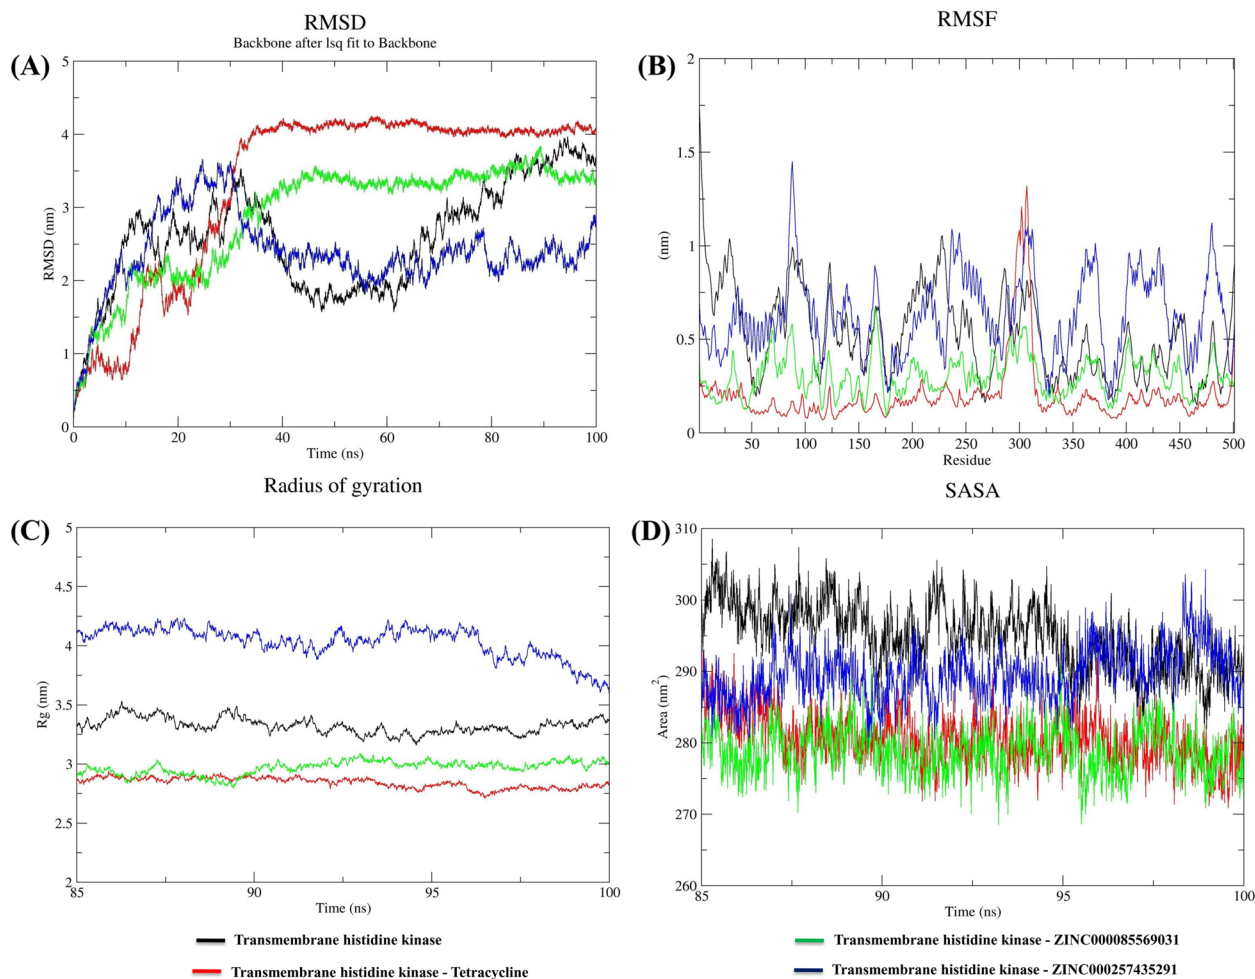 RMSD
Backbone after lsq fit to Backbone
(A)
RMSD (nm)
5
4
3
2
1
0
0 20 40 60 80 100
Time (ns)
RMSF
(B)
(nm)
2
1.5
1
0.5
0
50 100 150 200 250 300 350 400 450 500
Residue
Radius of gyration
(C)
Rg (nm)
5
4.5
4
3.5
3
2.5
2
85 90 95 100
Time (ns)
SASA
(D)
Area (nm²)
310
300
290
280
270
260
85 90 95 100
Time (ns)
Transmembrane histidine kinase
Transmembrane histidine kinase - Tetracycline
Transmembrane histidine kinase - ZINC000085569031
Transmembrane histidine kinase - ZINC000257435291